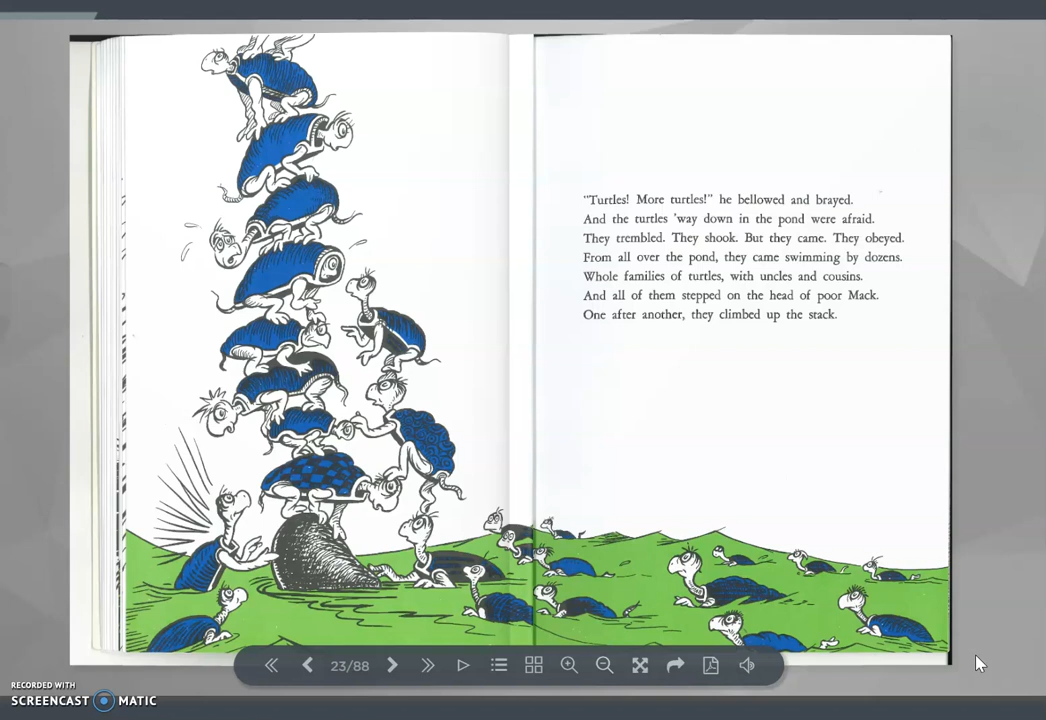 "Turtles! More turtles!" he bellowed and brayed.
And the turtles 'way down in the pond were afraid.
They trembled. They shook. But they came. They obeyed.
From all over the pond, they came swimming by dozens.
Whole families of turtles, with uncles and cousins.
And all of them stepped on the head of poor Mack.
One after another, they climbed up the stack.
23/88
RECORDED WITH
SCREENCAST MATIC